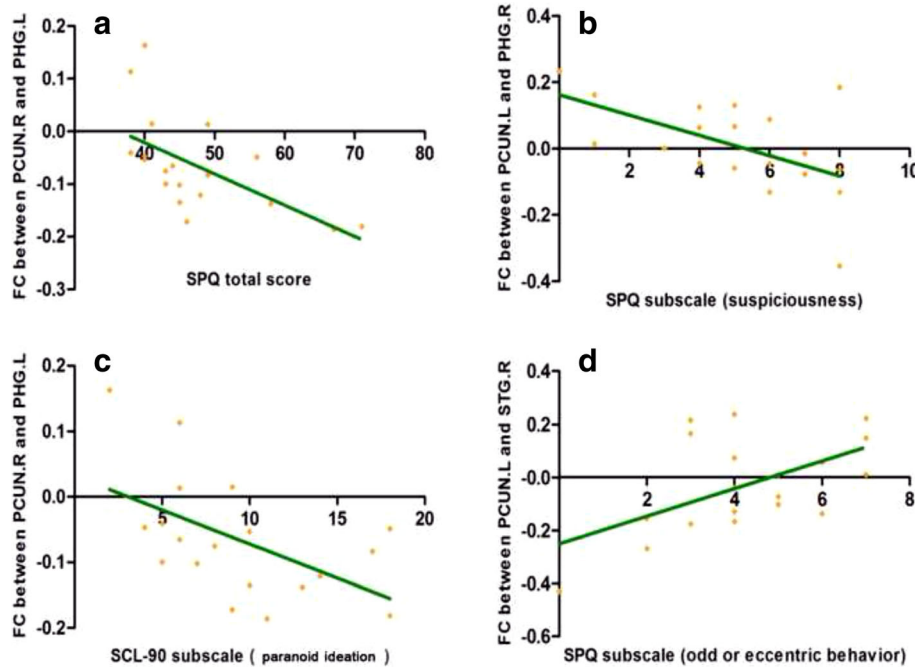 a
FC between PCUN.R and PHG.L
0.2
0.1
0.0
-0.1
-0.2
-0.3
40 50 60 70 80
SPQ total score
b
FC between PCUN.L and PHG.R
0.4
0.2
0.0
-0.2
-0.4
2 4 6 8 10
SPQ subscale (suspiciousness)
c
FC between PCUN.R and PHG.L
0.2
0.1
0.0
-0.1
-0.2
5 10 15 20
SCL-90 subscale ( paranoid ideation )
d
FC between PCUN.L and STG.R
0.4
0.2
-0.0
-0.2
-0.4
-0.6
2 4 6 8
SPQ subscale (odd or eccentric behavior)